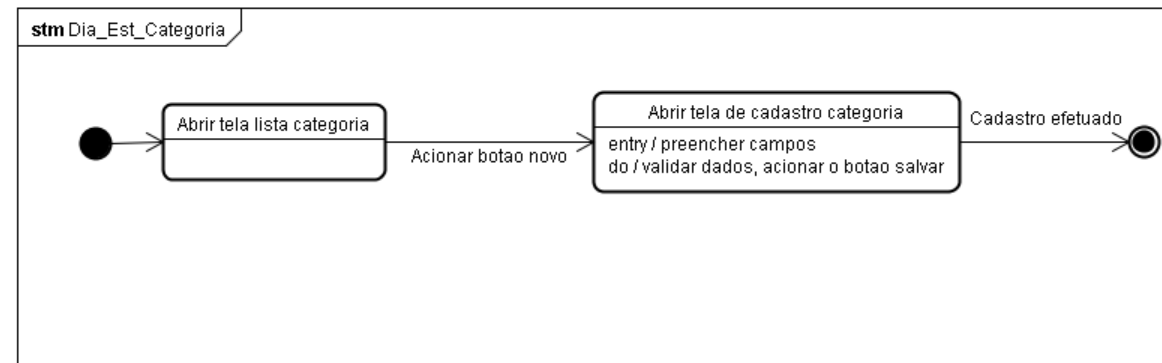 stm Dia_Est_Categoria
Abrir tela lista categoria
Acionar botao novo
Abrir tela de cadastro categoria
entry / preencher campos
do / validar dados, acionar o botao salvar
Cadastro efetuado